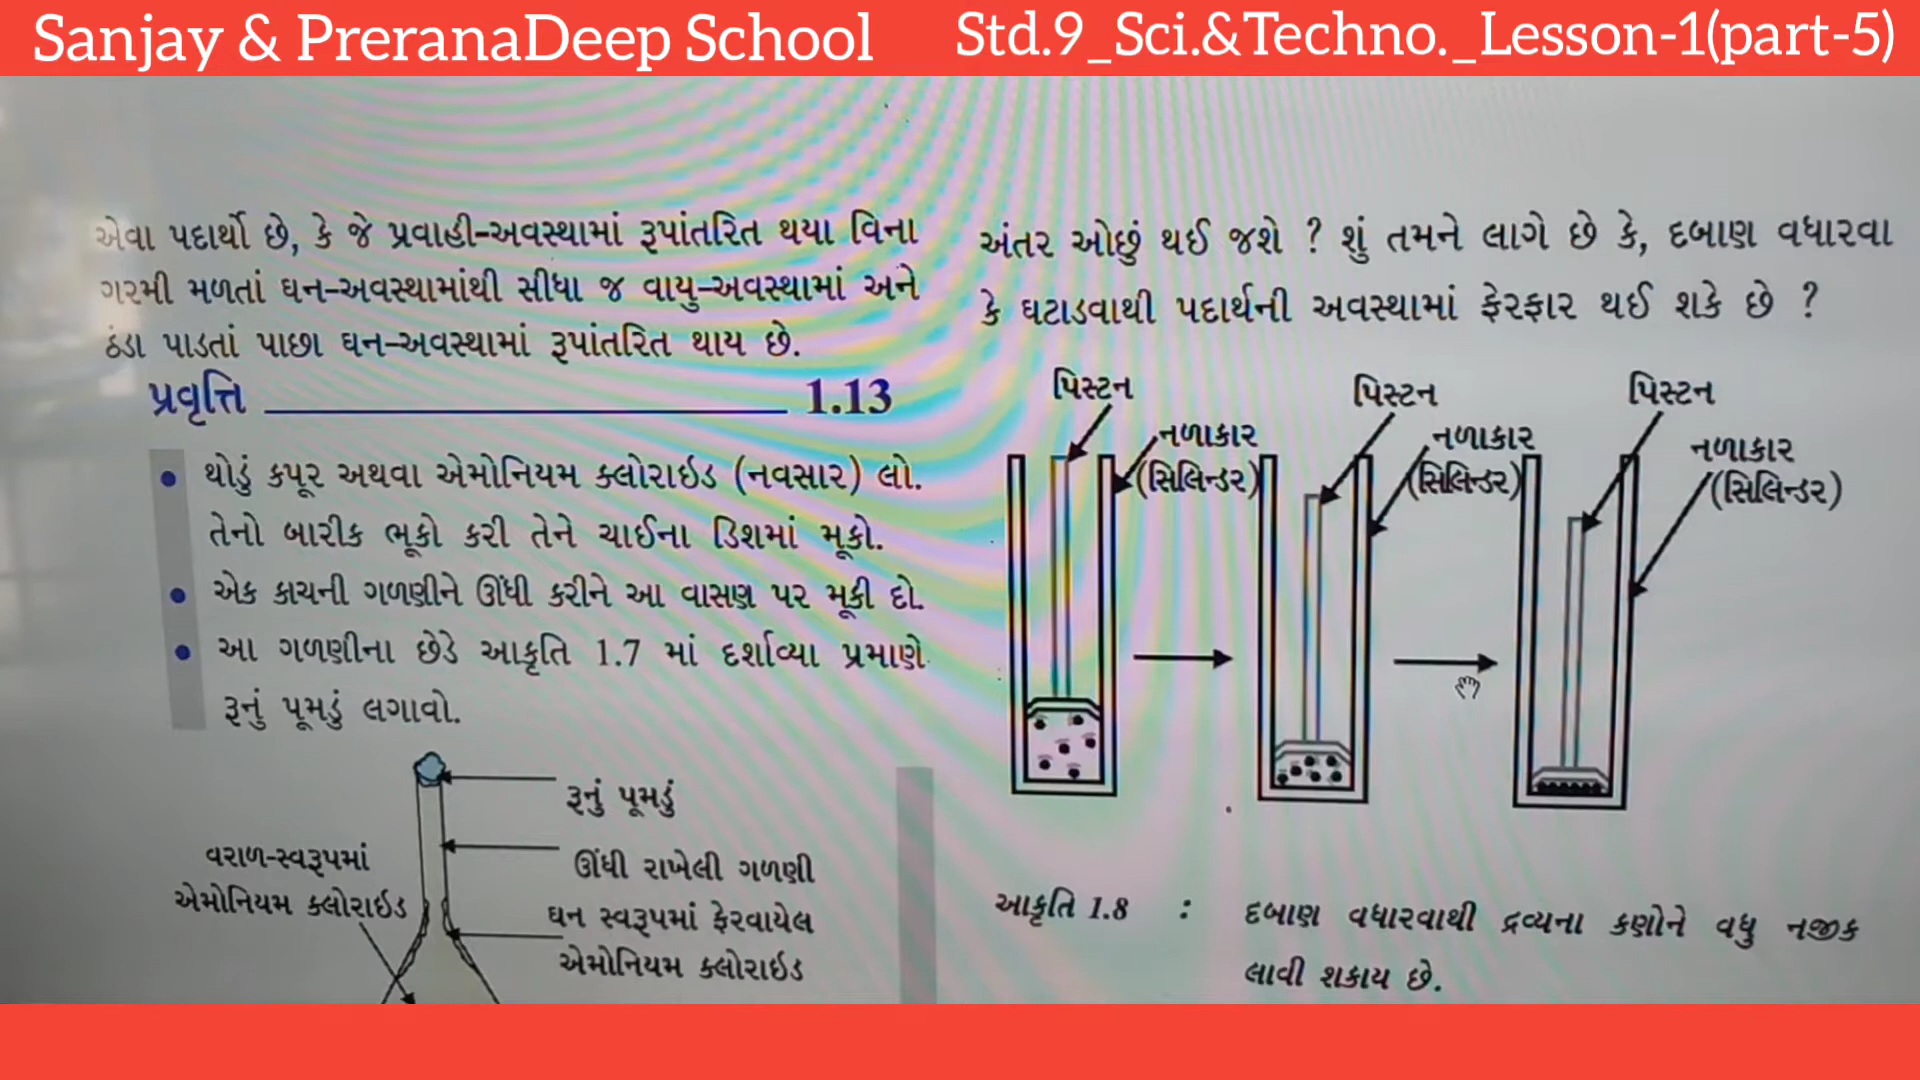 Sanjay & PreranaDeep School
Std.9_Sci.&Techno._Lesson-1(part-5)
એવા પદાર્થો છે, કે જે પ્રવાહી-અવસ્થામાં રૂપાંતરિત થયા વિના
ગરમી મળતાં ઘન-અવસ્થામાંથી સીધા જ વાયુ-અવસ્થામાં અને
ઠંડા પાડતાં પાછા ઘન-અવસ્થામાં રૂપાંતરિત થાય છે.
પ્રવૃત્તિ 1.13
• થોડું કપૂર અથવા એમોનિયમ ક્લોરાઇડ (નવસાર) લો.
તેનો બારીક ભૂકો કરી તેને ચાઈના ડિશમાં મૂકો.
• એક કાચની ગળણીને ઊંધી કરીને આ વાસણ પર મૂકી દો.
• આ ગળણીના છેડે આકૃતિ 1.7 માં દર્શાવ્યા પ્રમાણે
રૂનું પૂમડું લગાવો.
રૂનું પૂમડું
વરાળ-સ્વરૂપમાં
એમોનિયમ ક્લોરાઇડ
ઊંધી રાખેલી ગળણી
ઘન સ્વરૂપમાં ફેરવાયેલ
એમોનિયમ ક્લોરાઇડ
અંતર ઓછું થઈ જશે ? શું તમને લાગે છે કે, દબાણ વધારવા
કે ઘટાડવાથી પદાર્થની અવસ્થામાં ફેરફાર થઈ શકે છે ?
પિસ્ટન
નળાકાર
(સિલિન્ડર)
પિસ્ટન
નળાકાર
(સિલિન્ડર)
પિસ્ટન
નળાકાર
(સિલિન્ડર)
આકૃતિ 1.8 : દબાણ વધારવાથી દ્રવ્યના કણોને વધુ નજીક
લાવી શકાય છે.